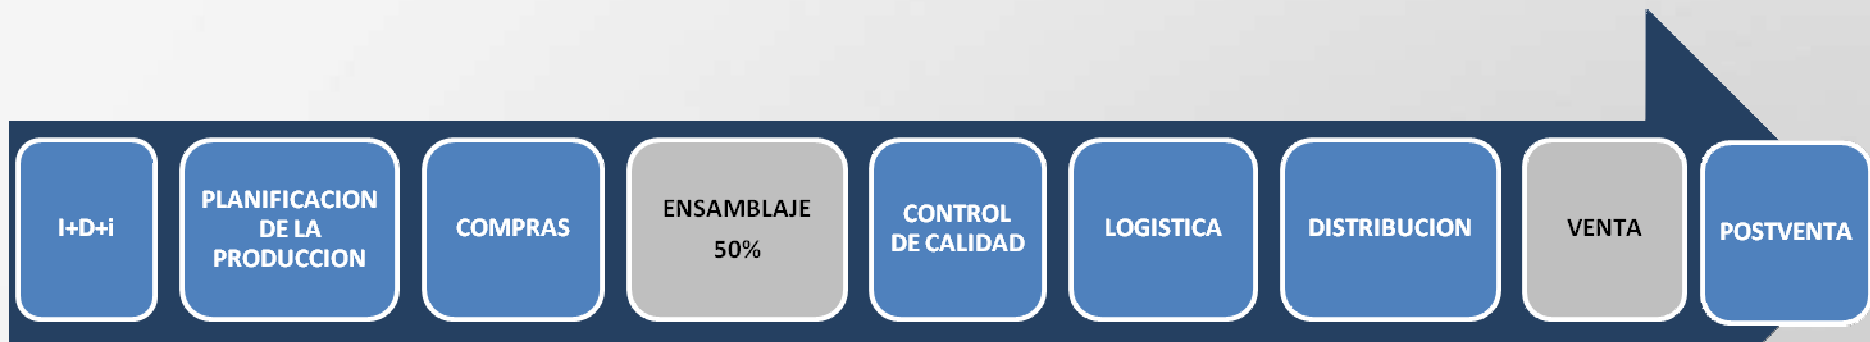 I+D+i
PLANIFICACION
DE LA
PRODUCCION
COMPRAS
ENSAMBLAJE
50%
CONTROL
DE CALIDAD
LOGISTICA
DISTRIBUCION
VENTA
POSTVENTA